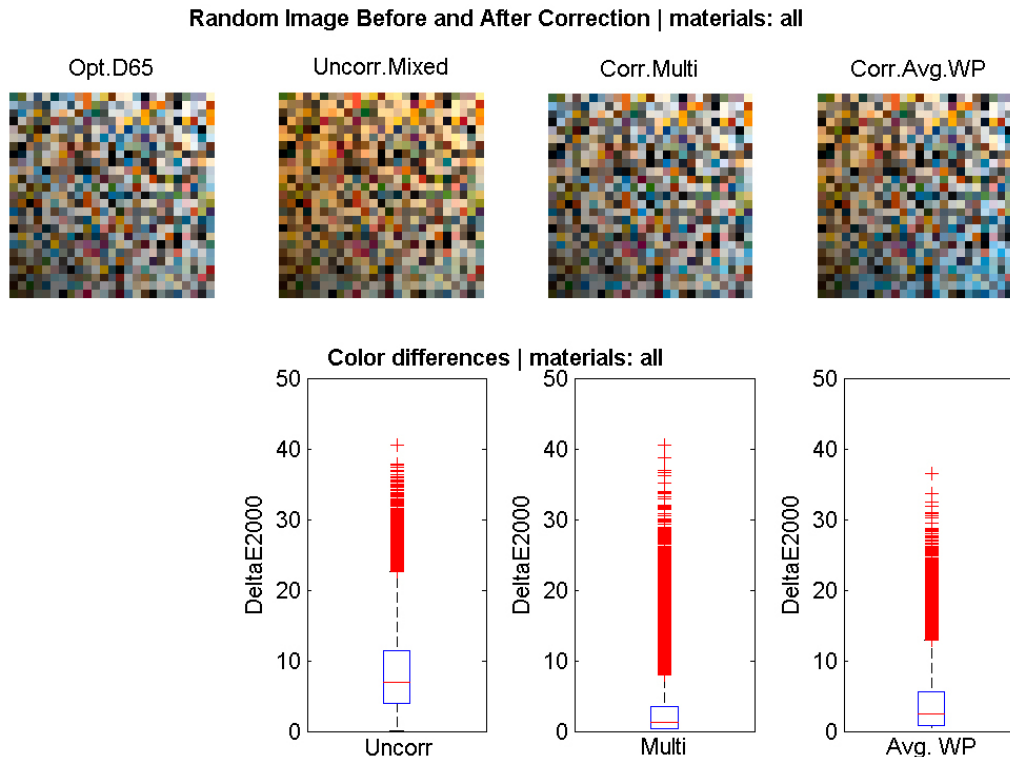 Random Image Before and After Correction | materials: all
Opt.D65
Uncorr.Mixed
Corr.Multi
Corr.Avg.WP
Color differences | materials: all
50
40
30
20
10
0
DeltaE2000
Uncorr
50
40
30
20
10
0
DeltaE2000
Multi
50
40
30
20
10
0
DeltaE2000
Avg. WP